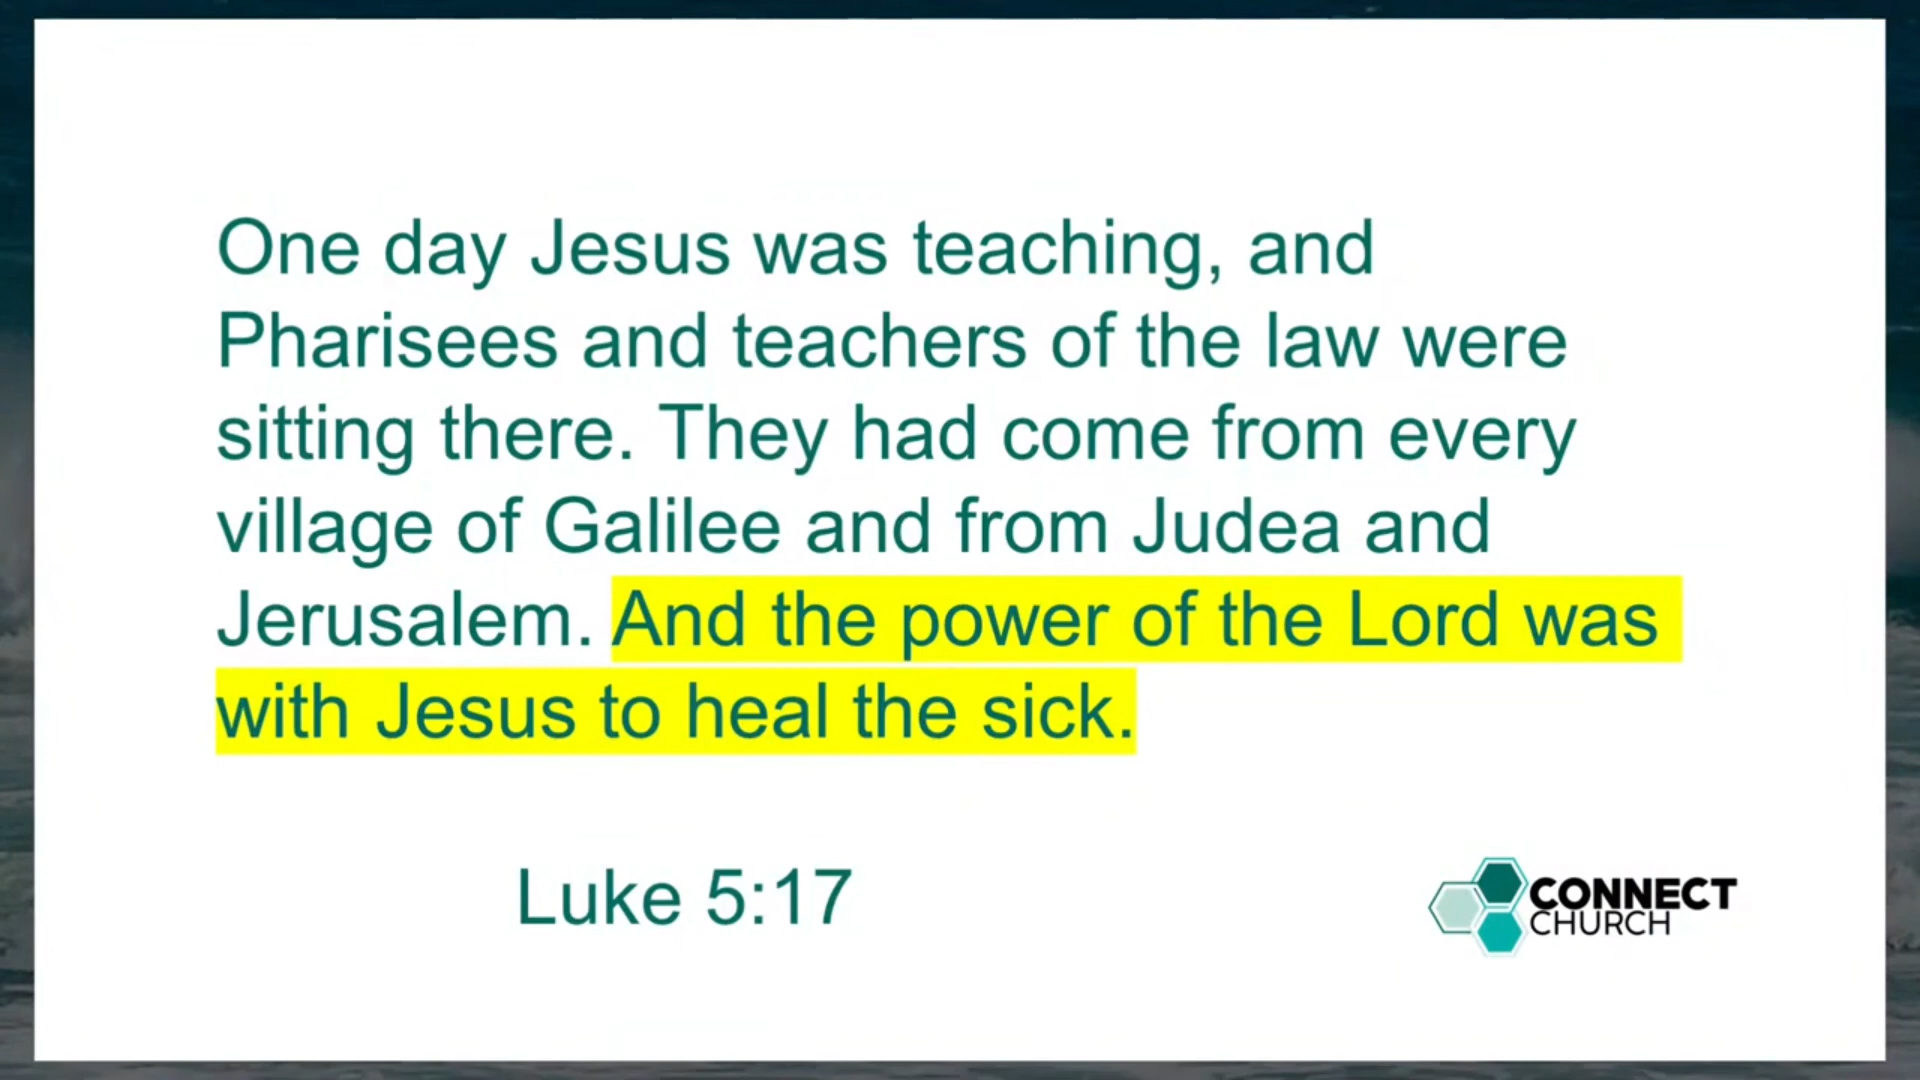 One day Jesus was teaching, and
Pharisees and teachers of the law were
sitting there. They had come from every
village of Galilee and from Judea and
Jerusalem. And the power of the Lord was
with Jesus to heal the sick.
Luke 5:17
CONNECT
CHURCH